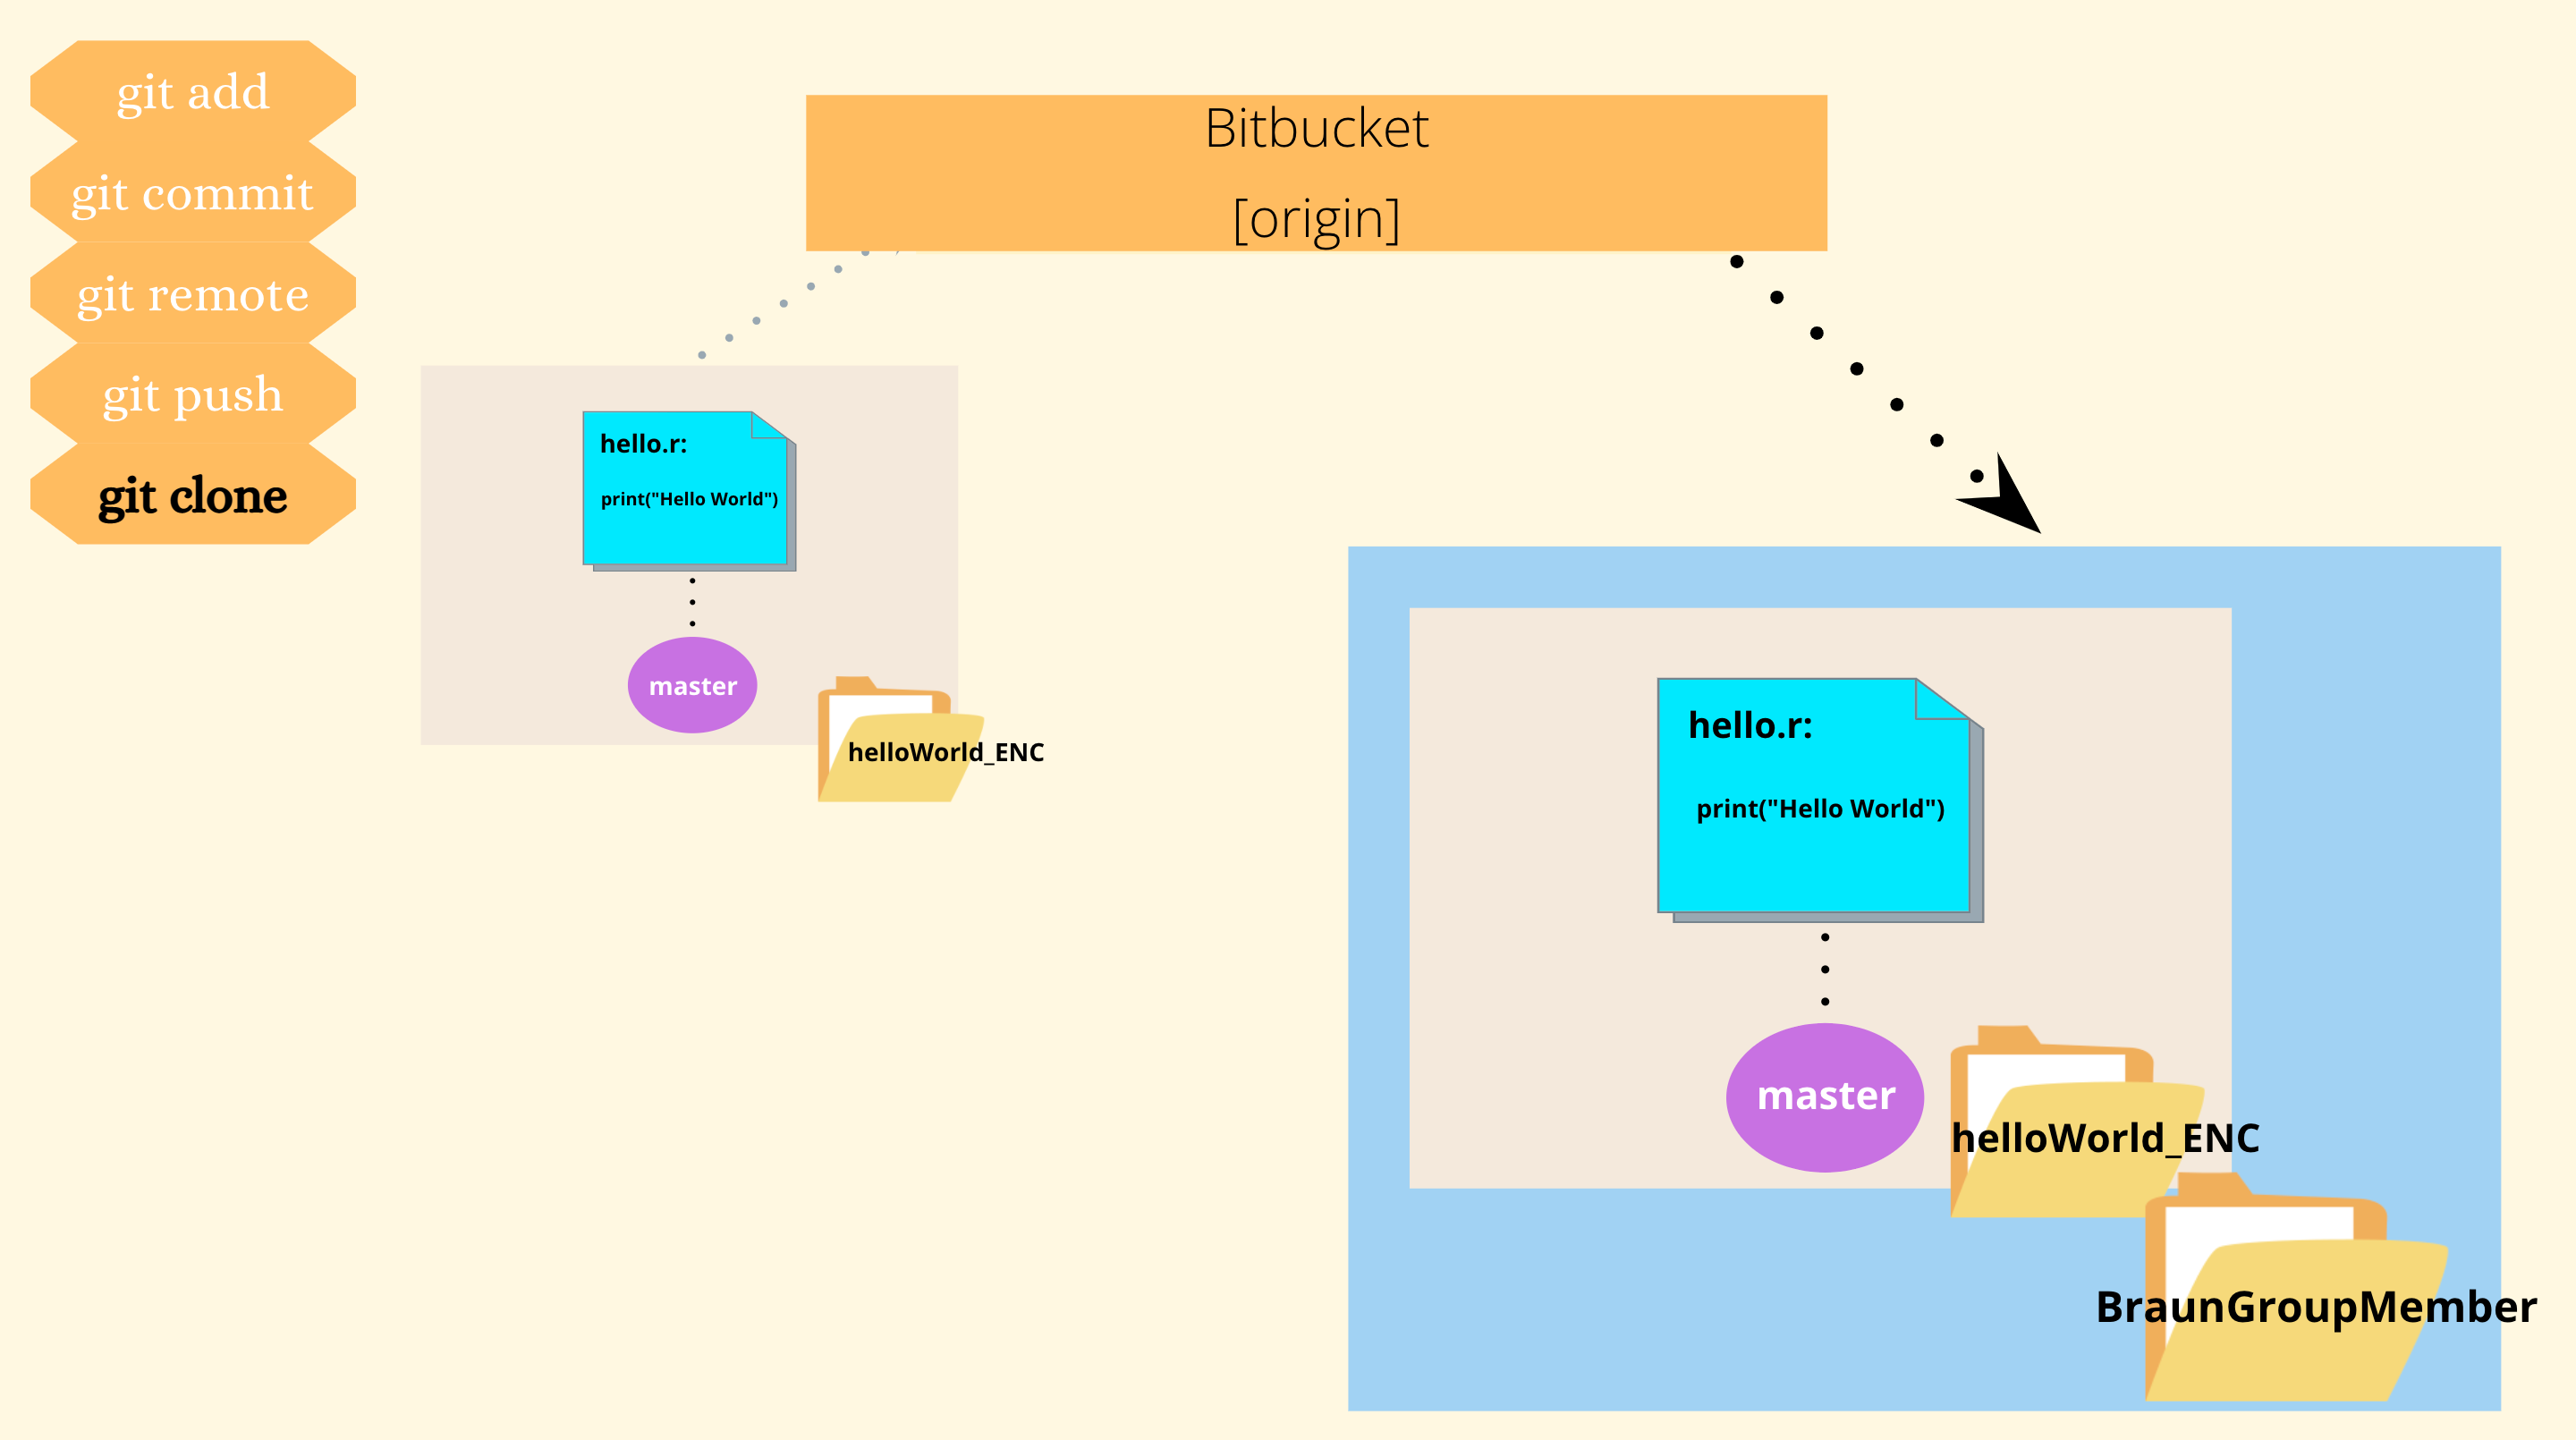 git add
git commit
git remote
git push
git clone
Bitbucket
[origin]
hello.r:
print("Hello World")
master
helloWorld_ENC
hello.r:
print("Hello World")
master
helloWorld_ENC
BraunGroupMember